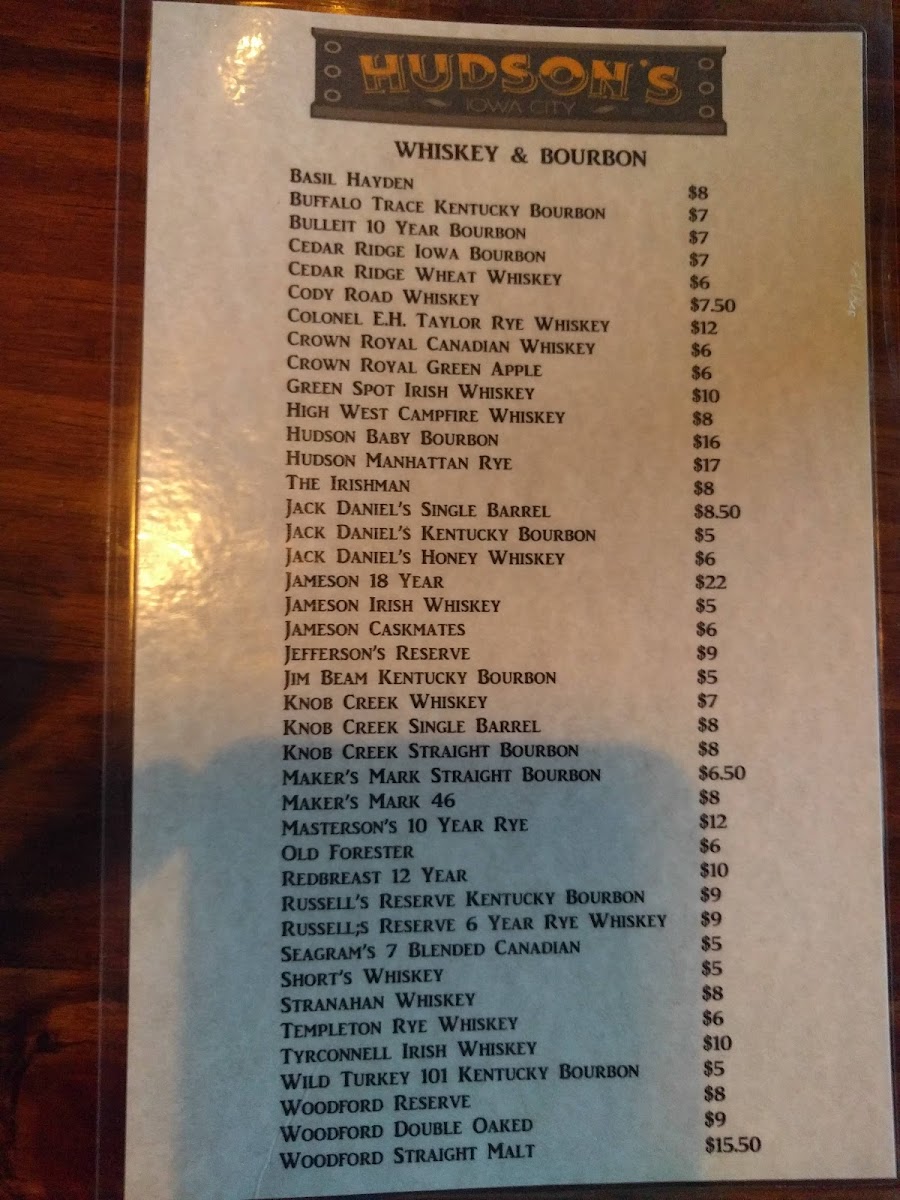 HUDSON'S
IOWA CITY
WHISKEY & BOURBON
BASIL HAYDEN $8
BUFFALO TRACE KENTUCKY BOURBON $7
BULLEIT 10 YEAR BOURBON $7
CEDAR RIDGE IOWA BOURBON $7
CEDAR RIDGE WHEAT WHISKEY $6
CODY ROAD WHISKEY $7.50
COLONEL E.H. TAYLOR RYE WHISKEY $12
CROWN ROYAL CANADIAN WHISKEY $6
CROWN ROYAL GREEN APPLE $6
GREEN SPOT IRISH WHISKEY $10
HIGH WEST CAMPFIRE WHISKEY $8
HUDSON BABY BOURBON $16
HUDSON MANHATTAN RYE $17
THE IRISHMAN $8
JACK DANIEL'S SINGLE BARREL $8.50
JACK DANIEL'S KENTUCKY BOURBON $5
JACK DANIEL'S HONEY WHISKEY $6
JAMESON 18 YEAR $22
JAMESON IRISH WHISKEY $5
JAMESON CASKMATES $6
JEFFERSON'S RESERVE $9
JIM BEAM KENTUCKY BOURBON $5
KNOB CREEK WHISKEY $7
KNOB CREEK SINGLE BARREL $8
KNOB CREEK STRAIGHT BOURBON $8
MAKER'S MARK STRAIGHT BOURBON $6.50
MAKER'S MARK 46 $8
MASTERSON'S 10 YEAR RYE $12
OLD FORESTER $6
REDBREAST 12 YEAR $10
RUSSELL'S RESERVE KENTUCKY BOURBON $9
RUSSELL;S RESERVE 6 YEAR RYE WHISKEY $9
SEAGRAM'S 7 BLENDED CANADIAN $5
SHORT'S WHISKEY $5
STRANAHAN WHISKEY $8
TEMPLETON RYE WHISKEY $6
TYRCONNELL IRISH WHISKEY $10
WILD TURKEY 101 KENTUCKY BOURBON $5
WOODFORD RESERVE $8
WOODFORD DOUBLE OAKED $9
WOODFORD STRAIGHT MALT $15.50